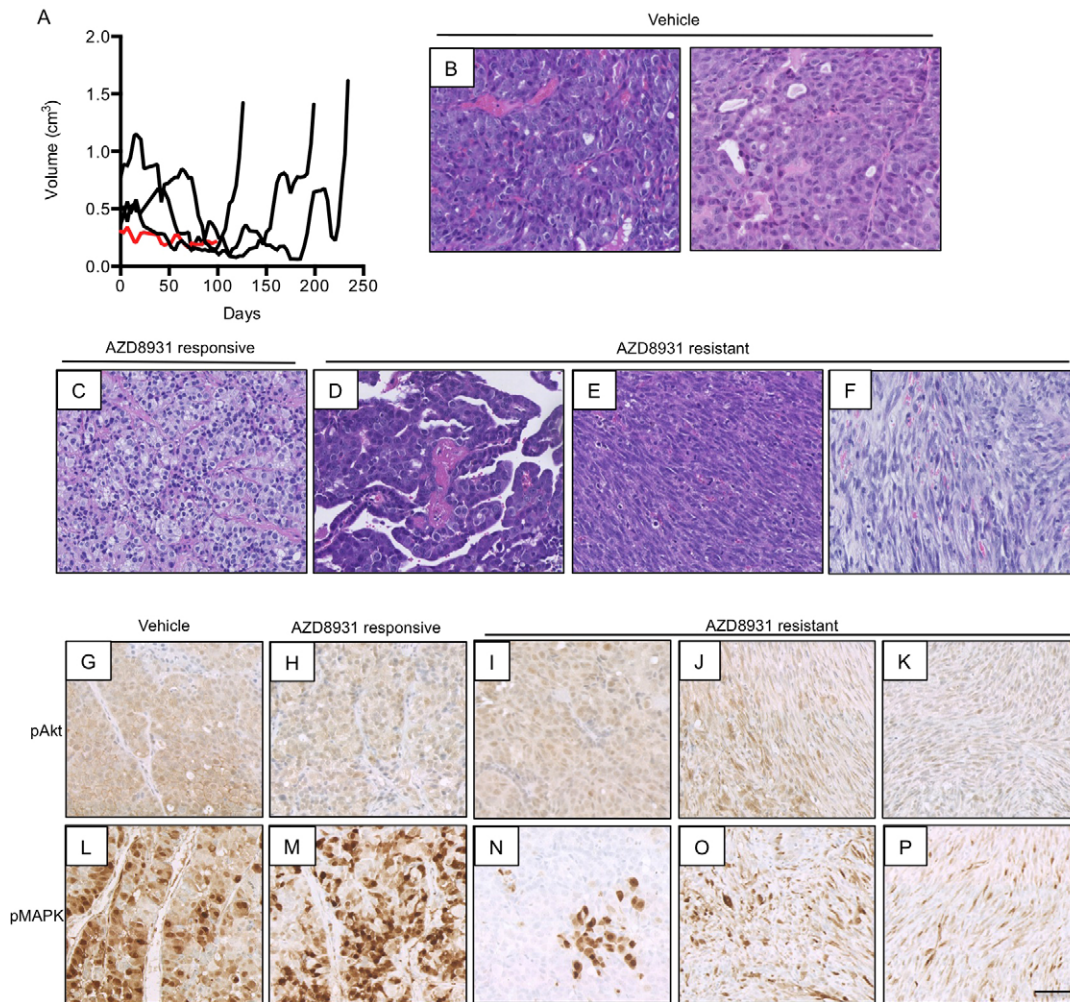 A
Volume (cm³)
2.0
1.5
1.0
0.5
0.0
0 50 100 150 200 250
Days
Vehicle
B
AZD8931 responsive
AZD8931 resistant
C D E F
Vehicle
AZD8931 responsive
AZD8931 resistant
G H I J K
pAkt
L M N O P
pMAPK